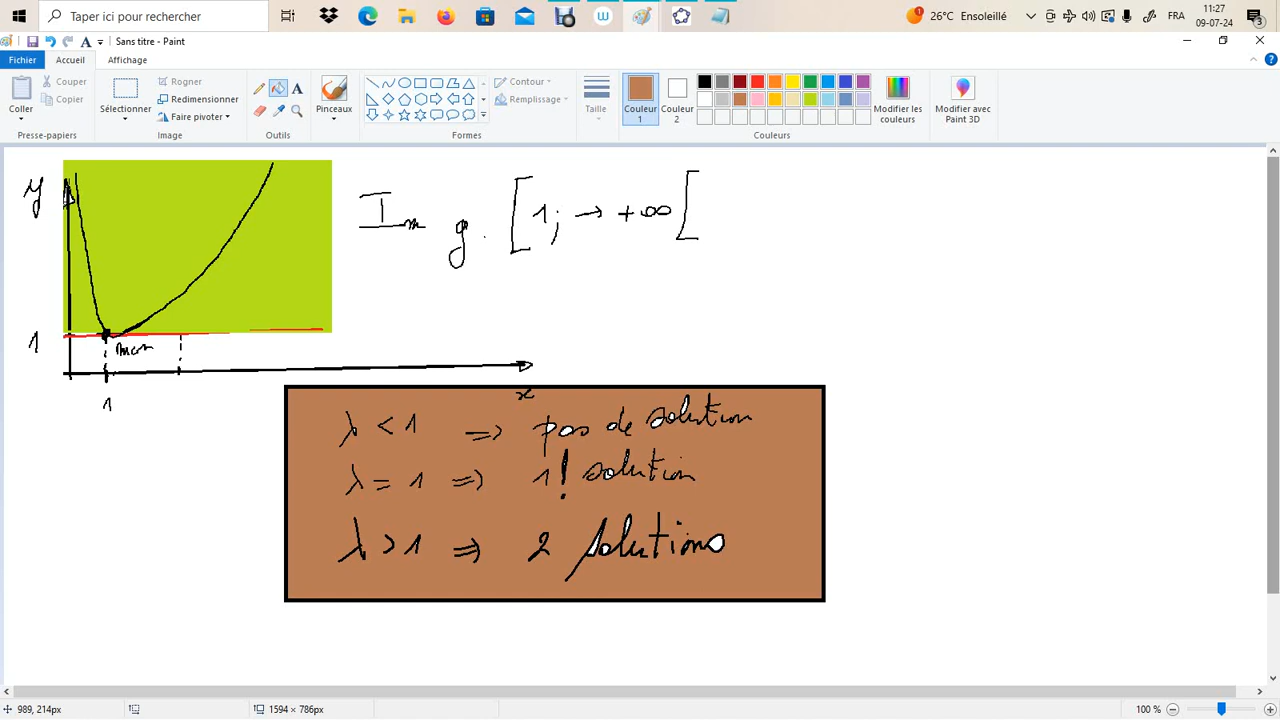 Taper ici pour rechercher
26°C Ensoleillé
FRA
11:27
09-07-24
3
Sans titre - Paint
Fichier
Accueil
Affichage
Coller
Couper
Copier
Presse-papiers
Sélectionner
Rogner
Redimensionner
Faire pivoter
Image
A
Outils
Pinceaux
Contour
Remplissage
Formes
Taille
Couleur 1
Couleur 2
Modifier les couleurs
Couleurs
Modifier avec Paint 3D
y
Im g. [1; → +∞[
1
min
x
1
λ < 1 => pas de solution
λ = 1 => 1! solution
λ > 1 => 2 solutions
989, 214px
1594 × 786px
100 %